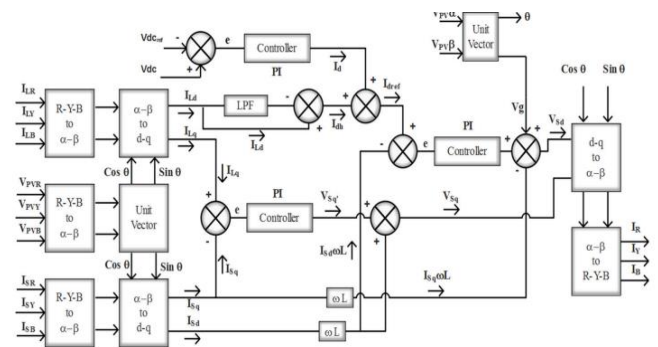 Vdcref
Vdc
-
+
e
Controller
PI
Id
+
+
Idref
VPVα
VPVβ
Unit
Vector
θ
Cos θ
Sin θ
ILR
ILY
ILB
R-Y-B
to
α-β
α-β
to
d-q
ILd
LPF
-
+
Idh
ILd
ILq
+
-
e
PI
Controller
Vg
+
+
-
VSd
d-q
to
α-β
Cos θ
Sin θ
ILq
VPVR
VPVY
VPVB
R-Y-B
to
α-β
Unit
Vector
+
-
e
PI
Controller
VSq'
+
+
VSq
ISq
ISdωL
ISqωL
α-β
to
R-Y-B
IR
IY
IB
Cos θ
Sin θ
ISR
ISY
ISB
R-Y-B
to
α-β
α-β
to
d-q
ISq
ISd
ωL
ωL